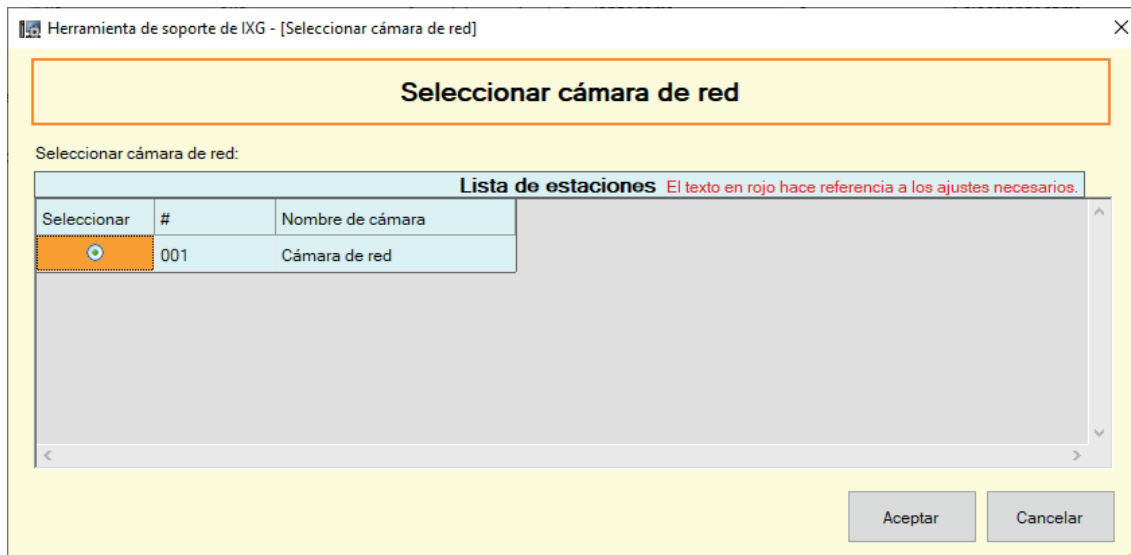 Herramienta de soporte de IXG - [Seleccionar cámara de red]
Seleccionar cámara de red
Seleccionar cámara de red:
Lista de estaciones El texto en rojo hace referencia a los ajustes necesarios.
Seleccionar # Nombre de cámara
001 Cámara de red
Aceptar Cancelar